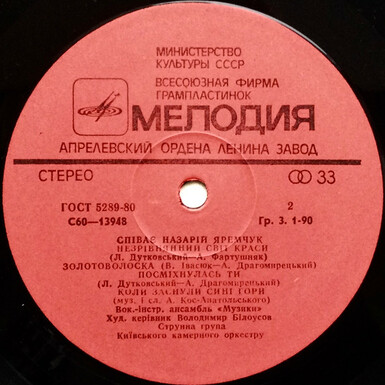 МИНИСТЕРСТВО
КУЛЬТУРЫ СССР
ВСЕСОЮЗНАЯ ФИРМА
ГРАМПЛАСТИНОК
МЕЛОДИЯ
АПРЕЛЕВСКИЙ ОРДЕНА ЛЕНИНА ЗАВОД
СТЕРЕО 33
ГОСТ 5289-80 2
С60—13948 Гр. 3. 1-90
СПІВАЄ НАЗАРІЙ ЯРЕМЧУК
НЕЗРІВНЯНИЙ СВІТ КРАСИ
(Л. Дутковський—А. Фартушняк)
ЗОЛОТОВОЛОСКА (В. Івасюк—А. Драгомирецький)
ПОСМІХНУЛАСЬ ТИ
(Л. Дутковський—А. Драгомирецький)
КОЛИ ЗАСНУЛИ СИНІ ГОРИ
(муз. і сл. А. Кос-Анатольського)
Вок.-інстр. ансамбль «Музики»
Худ. керівник Володимир Білоусов
Струнна група
Київського камерного оркестру